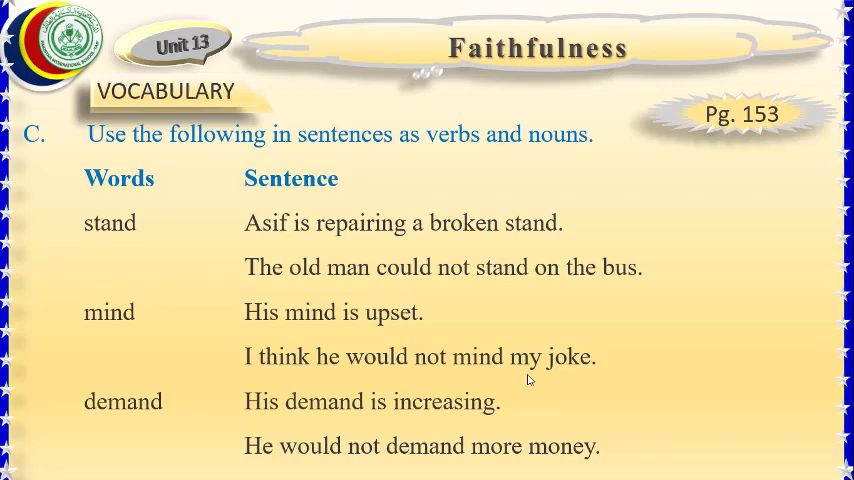 Unit 13
Faithfulness
VOCABULARY
Pg. 153
C. Use the following in sentences as verbs and nouns.
Words Sentence
stand Asif is repairing a broken stand.
The old man could not stand on the bus.
mind His mind is upset.
I think he would not mind my joke.
demand His demand is increasing.
He would not demand more money.